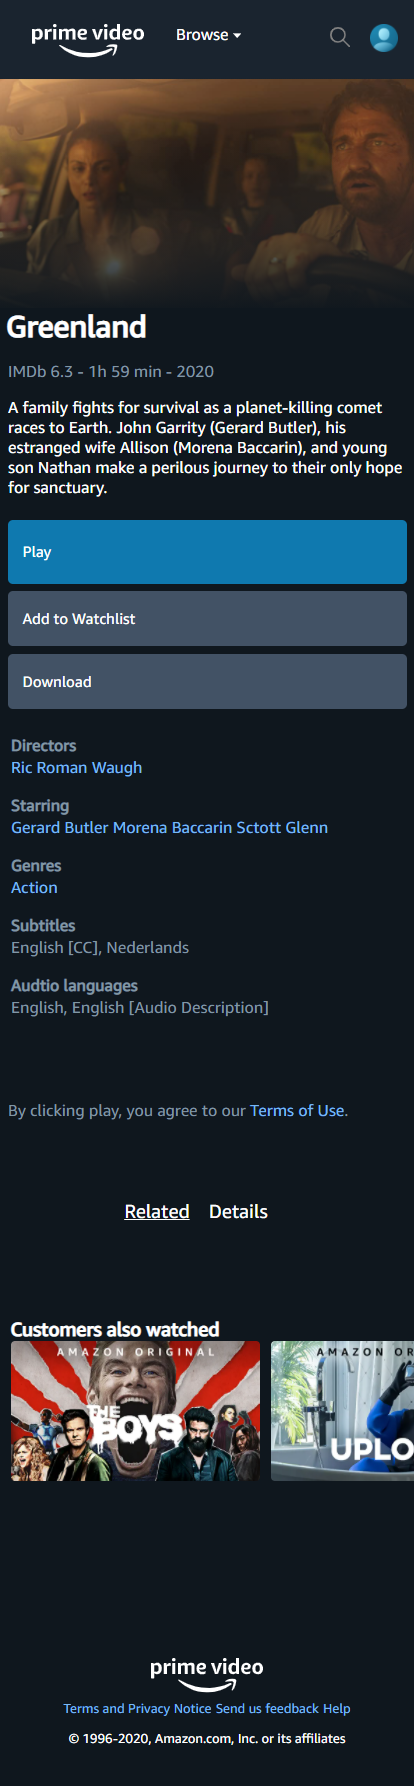 prime video
Browse
Greenland
IMDb 6.3 - 1h 59 min - 2020
A family fights for survival as a planet-killing comet
races to Earth. John Garrity (Gerard Butler), his
estranged wife Allison (Morena Baccarin), and young
son Nathan make a perilous journey to their only hope
for sanctuary.
Play
Add to Watchlist
Download
Directors
Ric Roman Waugh
Starring
Gerard Butler Morena Baccarin Sctott Glenn
Genres
Action
Subtitles
English [CC], Nederlands
Audtio languages
English, English [Audio Description]
By clicking play, you agree to our Terms of Use.
Related Details
Customers also watched
AMAZON ORIGINAL
THE
BOYS
AMAZON OR
UPLO
prime video
Terms and Privacy Notice Send us feedback Help
© 1996-2020, Amazon.com, Inc. or its affiliates